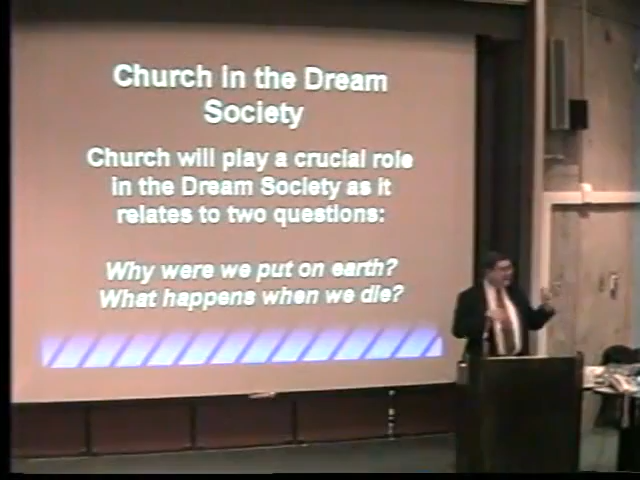 Church In the Dream
Society
Church will play a crucial role
in the Dream Society as it
relates to two questions:
Why were we put on earth?
What happens when we die?